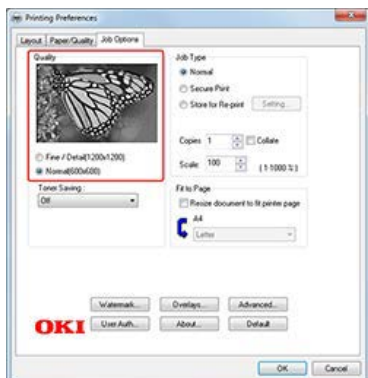 Printing Preferences
Layout Paper/Quality Job Options
Quality
Fine / Detail(1200x1200)
Normal(600x600)
Toner Saving :
Off
Job Type
Normal
Secure Print
Store for Re-print Setting...
Copies 1 Collate
Scale: 100 (1-1000 %)
Fit to Page
Resize document to fit printer page
A4
Letter
Watermark... Overlays... Advanced...
OKI User Auth... About... Default
OK Cancel